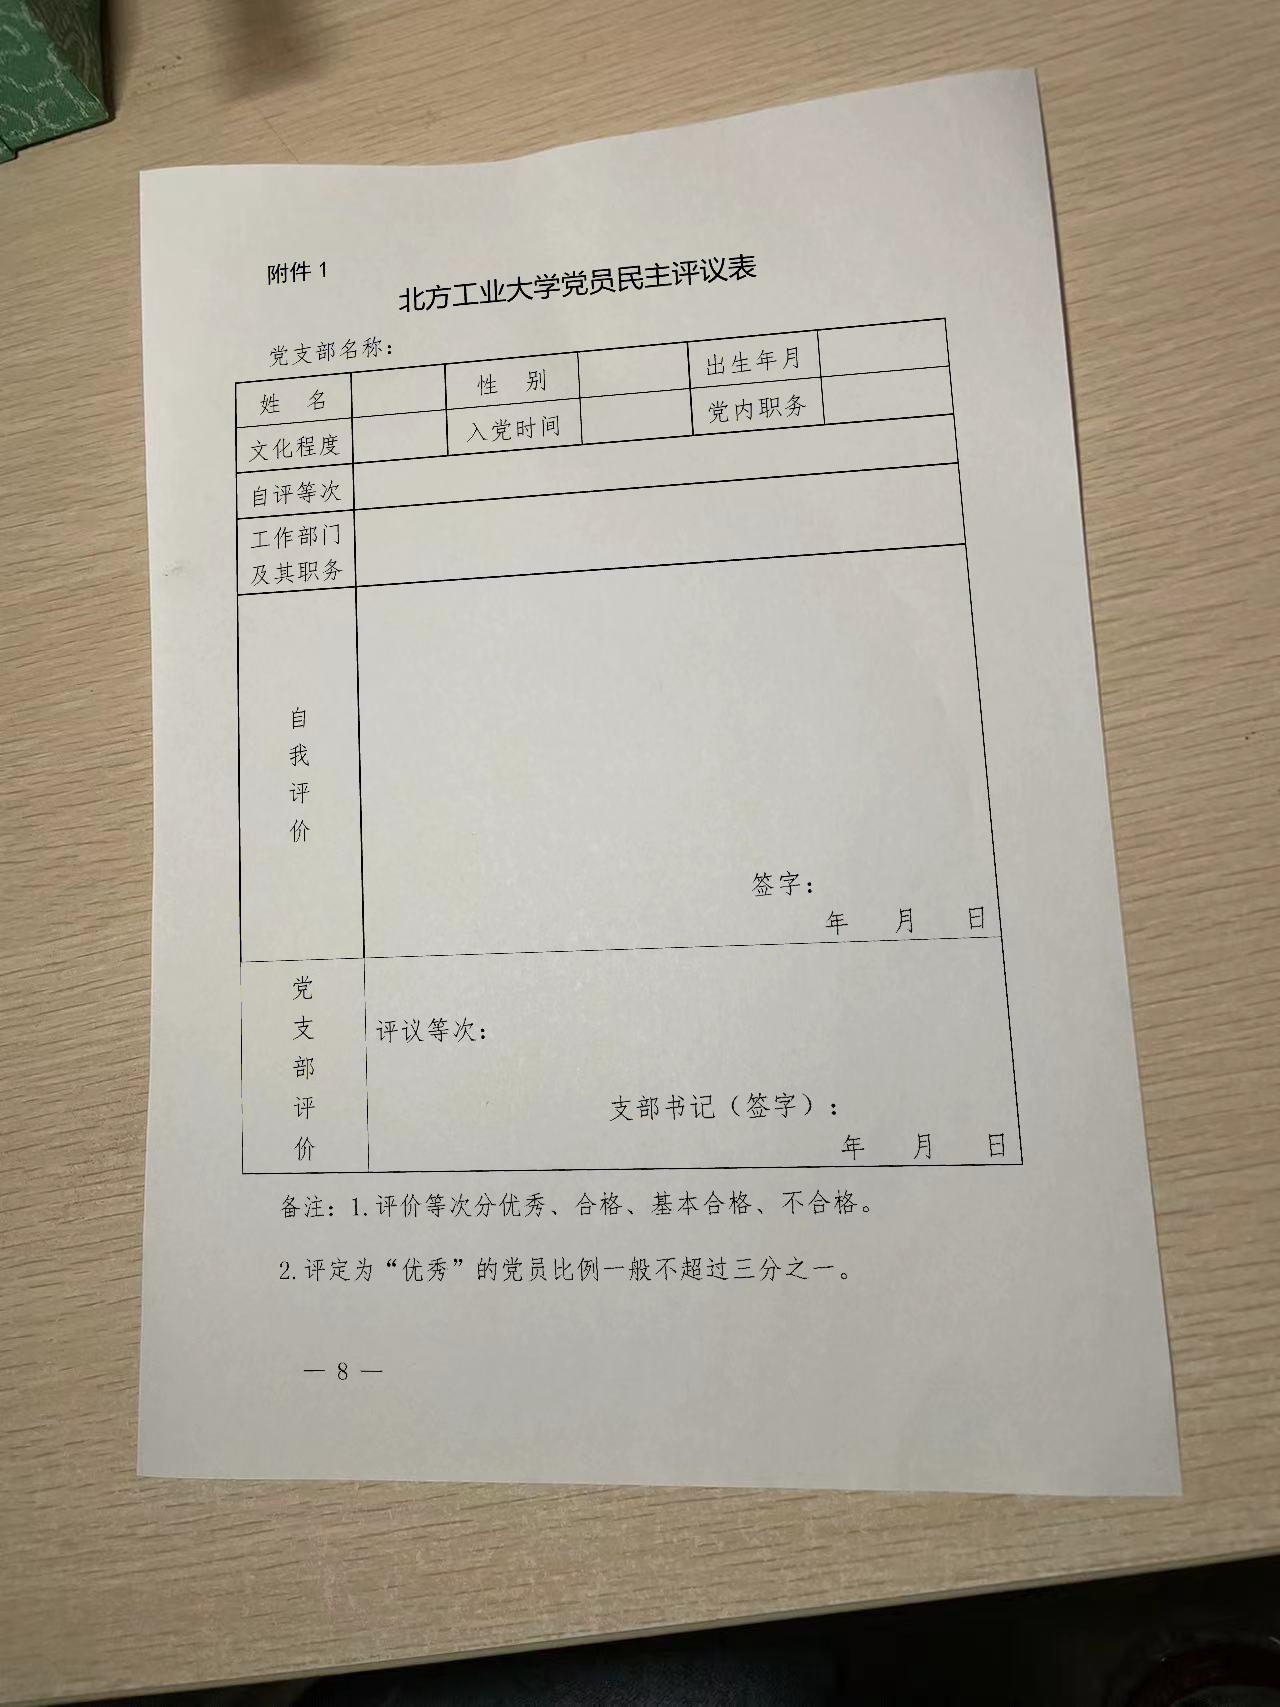 附件 1
北方工业大学党员民主评议表
党支部名称：
姓 名 性 别 出生年月
文化程度 入党时间 党内职务
自评等次
工作部门
及其职务
自
我
评
价
签字：
年 月 日
党
支
部
评
价
评议等次：
支部书记（签字）：
年 月 日
备注：1.评价等次分优秀、合格、基本合格、不合格。
2.评定为“优秀”的党员比例一般不超过三分之一。
— 8 —